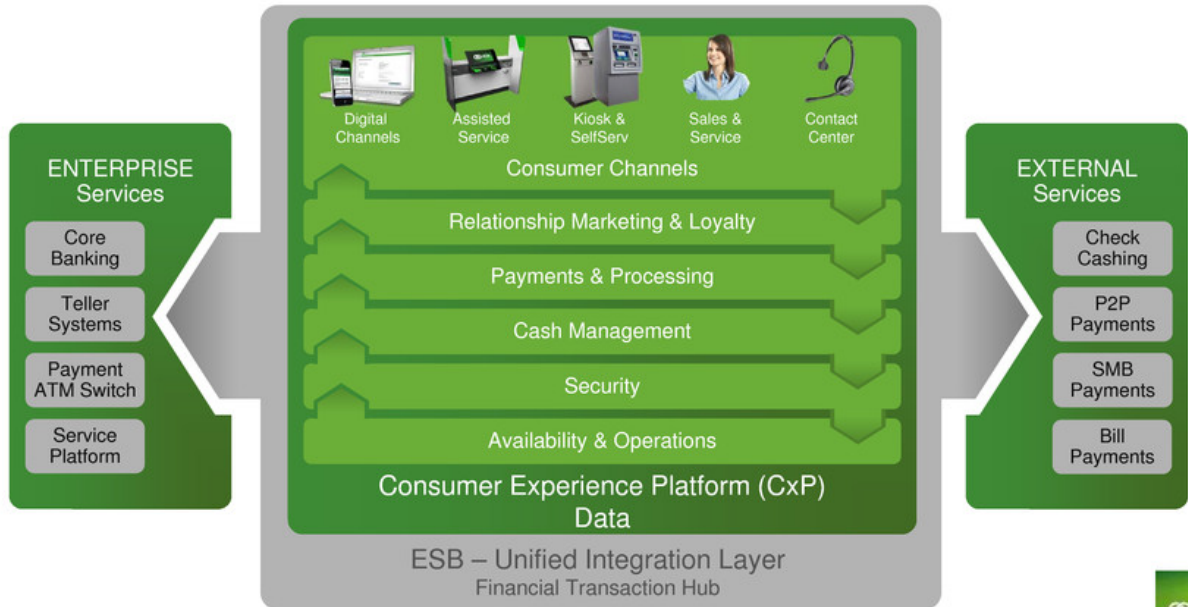 Digital
Channels
Assisted
Service
Kiosk &
SelfServ
Sales &
Service
Contact
Center
Consumer Channels
Relationship Marketing & Loyalty
Payments & Processing
Cash Management
Security
Availability & Operations
Consumer Experience Platform (CxP)
Data
ESB – Unified Integration Layer
Financial Transaction Hub
ENTERPRISE
Services
Core
Banking
Teller
Systems
Payment
ATM Switch
Service
Platform
EXTERNAL
Services
Check
Cashing
P2P
Payments
SMB
Payments
Bill
Payments